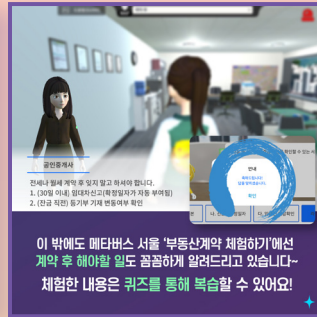 공인중개사
전세나 월세 계약 후 잊지 말고 하셔야 합니다.
1. (30일 이내) 임대차신고(확정일자가 자동 부여됨)
2. (잔금 직전) 등기부 기재 변동여부 확인
안내
확인
이 밖에도 메타버스 서울 '부동산계약 체험하기'에선
계약 후 해야할 일도 꼼꼼하게 알려드리고 있습니다~
체험한 내용은 퀴즈를 통해 복습할 수 있어요!